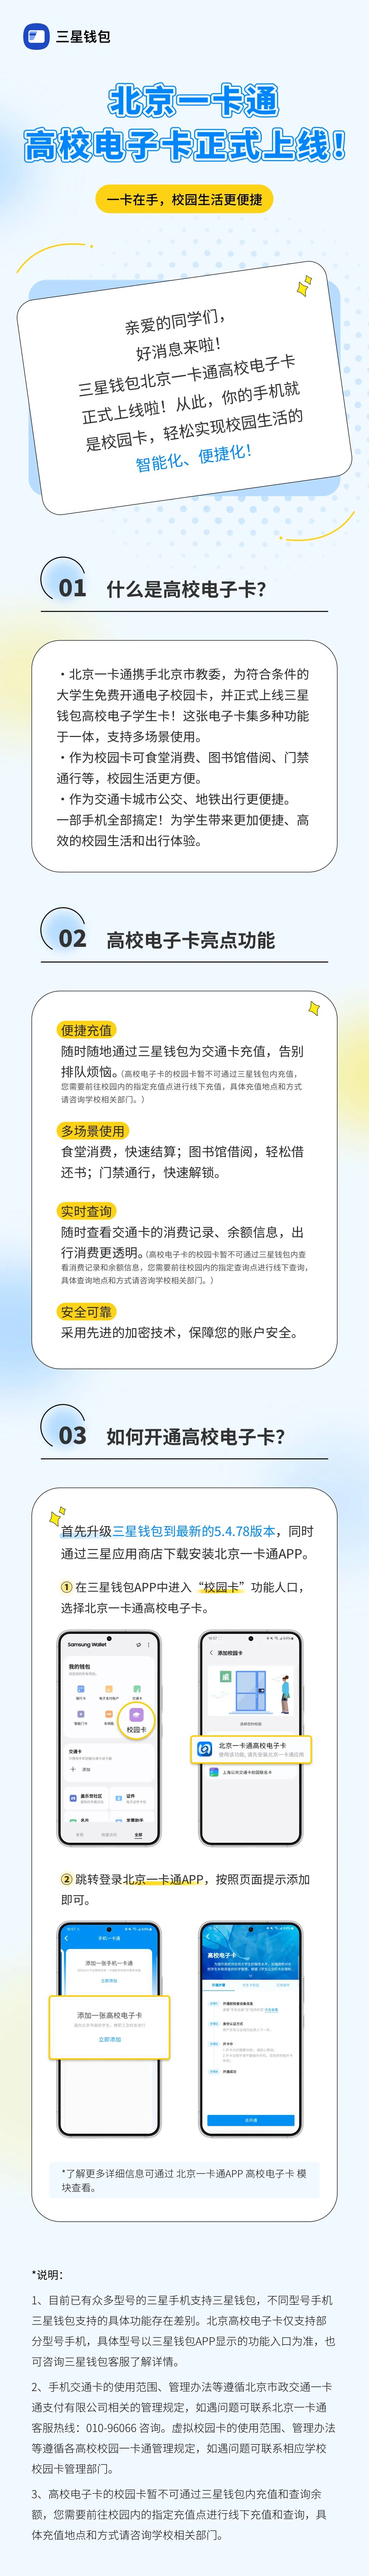 三星钱包
北京一卡通
高校电子卡正式上线！
一卡在手，校园生活更便捷
亲爱的同学们，
好消息来啦！
三星钱包北京一卡通高校电子卡
正式上线啦！从此，你的手机就
是校园卡，轻松实现校园生活的
智能化、便捷化！
01 什么是高校电子卡？
·北京一卡通携手北京市教委，为符合条件的
大学生免费开通电子校园卡，并正式上线三星
钱包高校电子学生卡！这张电子卡集多种功能
于一体，支持多场景使用。
·作为校园卡可食堂消费、图书馆借阅、门禁
通行等，校园生活更方便。
·作为交通卡城市公交、地铁出行更便捷。
一部手机全部搞定！为学生带来更加便捷、高
效的校园生活和出行体验。
02 高校电子卡亮点功能
便捷充值
随时随地通过三星钱包为交通卡充值，告别
排队烦恼。（高校电子卡的校园卡暂不可通过三星钱包内充值，
您需要前往校园内的指定充值点进行线下充值，具体充值地点和方式
请咨询学校相关部门。）
多场景使用
食堂消费，快速结算；图书馆借阅，轻松借
还书；门禁通行，快速解锁。
实时查询
随时查看交通卡的消费记录、余额信息，出
行消费更透明。（高校电子卡的校园卡暂不可通过三星钱包内查
看消费记录和余额信息，您需要前往校园内的指定查询点进行线下查询，
具体查询地点和方式请咨询学校相关部门。）
安全可靠
采用先进的加密技术，保障您的账户安全。
03 如何开通高校电子卡？
首先升级三星钱包到最新的5.4.78版本，同时
通过三星应用商店下载安装北京一卡通APP。
① 在三星钱包APP中进入“校园卡”功能入口，
选择北京一卡通高校电子卡。
Samsung Wallet
我的钱包
银行卡
交通卡
校园卡
交通卡
添加
证件
全部
添加校园卡
北京一卡通高校电子卡
使用该功能, 请先安装北京一卡通应用
上海公共交通卡校园联名卡
② 跳转登录北京一卡通APP，按照页面提示添加
即可。
手机一卡通
添加一张手机一卡通
立即添加
添加一张高校电子卡
立即添加
高校电子卡
开卡中
开通成功
去开通
*了解更多详细信息可通过 北京一卡通APP 高校电子卡 模
块查看。
*说明：
1、目前已有众多型号的三星手机支持三星钱包，不同型号手机
三星钱包支持的具体功能存在差别。北京高校电子卡仅支持部
分型号手机，具体型号以三星钱包APP显示的功能入口为准，也
可咨询三星钱包客服了解详情。
2、手机交通卡的使用范围、管理办法等遵循北京市政交通一卡
通支付有限公司相关的管理规定，如遇问题可联系北京一卡通
客服热线：010-96066 咨询。虚拟校园卡的使用范围、管理办法
等遵循各高校校园一卡通管理规定，如遇问题可联系相应学校
校园卡管理部门。
3、高校电子卡的校园卡暂不可通过三星钱包内充值和查询余
额，您需要前往校园内的指定充值点进行线下充值和查询，具
体充值地点和方式请咨询学校相关部门。